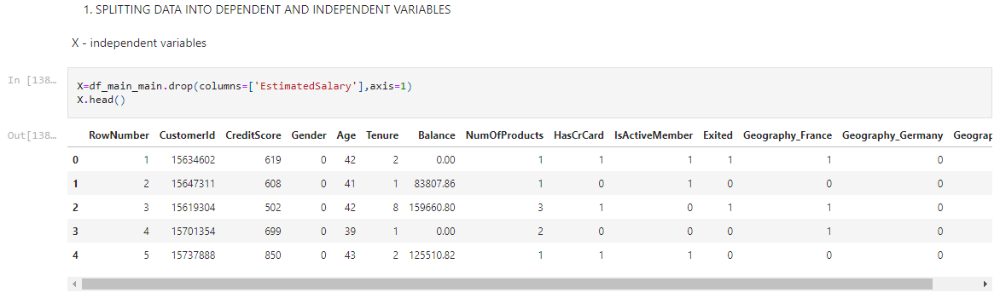 1. SPLITTING DATA INTO DEPENDENT AND INDEPENDENT VARIABLES
X - independent variables
In [138…
X=df_main_main.drop(columns=['EstimatedSalary'],axis=1)
X.head()
Out[138…
RowNumber CustomerId CreditScore Gender Age Tenure Balance NumOfProducts HasCrCard IsActiveMember Exited Geography_France Geography_Germany Geograp
0 1 15634602 619 0 42 2 0.00 1 1 1 1 1 0
1 2 15647311 608 0 41 1 83807.86 1 0 1 0 0 0
2 3 15619304 502 0 42 8 159660.80 3 1 0 1 1 0
3 4 15701354 699 0 39 1 0.00 2 0 0 0 1 0
4 5 15737888 850 0 43 2 125510.82 1 1 1 0 0 0